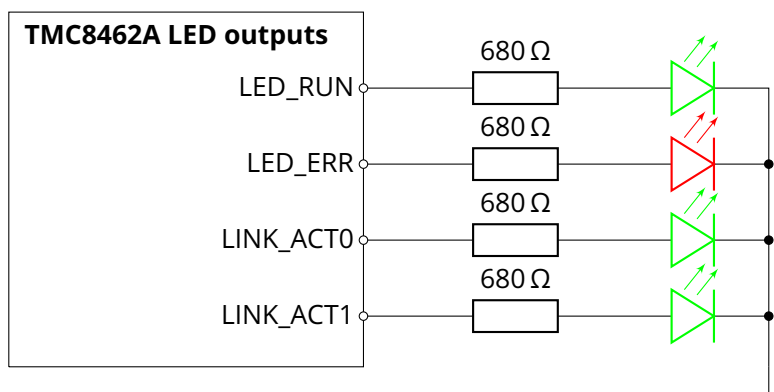 TMC8462A LED outputs
680 Ω
LED_RUN
680 Ω
LED_ERR
680 Ω
LINK_ACT0
680 Ω
LINK_ACT1